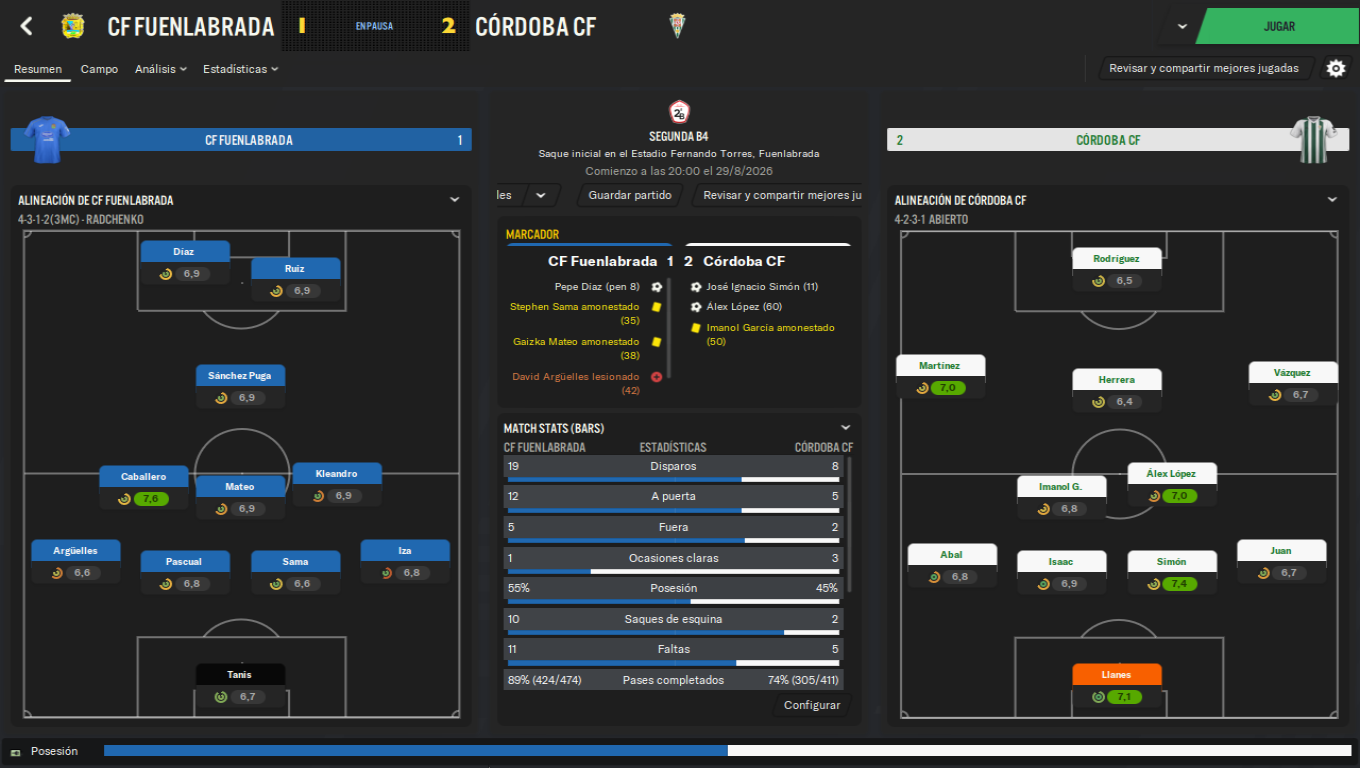 CF FUENLABRADA
1
EN PAUSA
2
CÓRDOBA CF
JUGAR
Resumen
Campo
Análisis
Estadísticas
Revisar y compartir mejores jugadas
CF FUENLABRADA
1
ALINEACIÓN DE CF FUENLABRADA
4-3-1-2(3MC) - RADCHENKO
Díaz
6,9
Ruiz
6,9
Sánchez Puga
6,9
Caballero
7,6
Mateo
6,9
Kleandro
6,9
Argüelles
6,6
Pascual
6,8
Sama
6,6
Iza
6,8
Tanis
6,7
2B
SEGUNDA B4
Saque inicial en el Estadio Fernando Torres, Fuenlabrada
Comienzo a las 20:00 el 29/8/2026
les
Guardar partido
Revisar y compartir mejores ju
MARCADOR
CF Fuenlabrada 1 2 Córdoba CF
Pepe Díaz (pen 8)
Stephen Sama amonestado
(35)
Gaizka Mateo amonestado
(38)
David Argüelles lesionado
(42)
José Ignacio Simón (11)
Álex López (60)
Imanol García amonestado
(50)
MATCH STATS (BARS)
CF FUENLABRADA ESTADÍSTICAS CÓRDOBA CF
19 Disparos 8
12 A puerta 5
5 Fuera 2
1 Ocasiones claras 3
55% Posesión 45%
10 Saques de esquina 2
11 Faltas 5
89% (424/474) Pases completados 74% (305/411)
Configurar
2
CÓRDOBA CF
ALINEACIÓN DE CÓRDOBA CF
4-2-3-1 ABIERTO
Rodríguez
6,5
Martínez
7,0
Herrera
6,4
Vázquez
6,7
Imanol G.
6,8
Álex López
7,0
Abal
6,8
Isaac
6,9
Simón
7,4
Juan
6,7
Llanes
7,1
Posesión